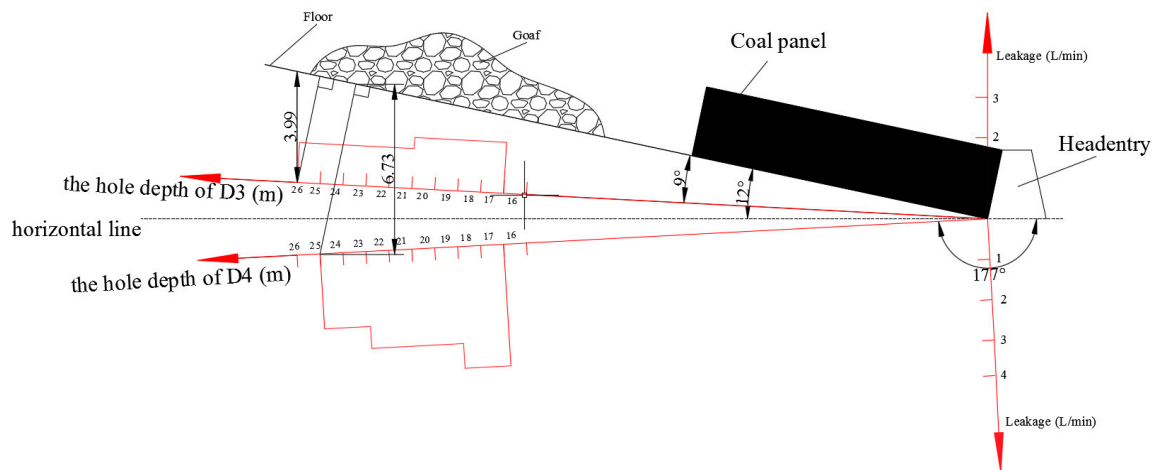 Floor
Goaf
Coal panel
Leakage (L/min)
3
2
Headentry
3.99
6.73
9°
12°
the hole depth of D3 (m)
26 25 24 23 22 21 20 19 18 17 16
horizontal line
26 25 24 23 22 21 20 19 18 17 16
the hole depth of D4 (m)
177°
1
2
3
4
Leakage (L/min)